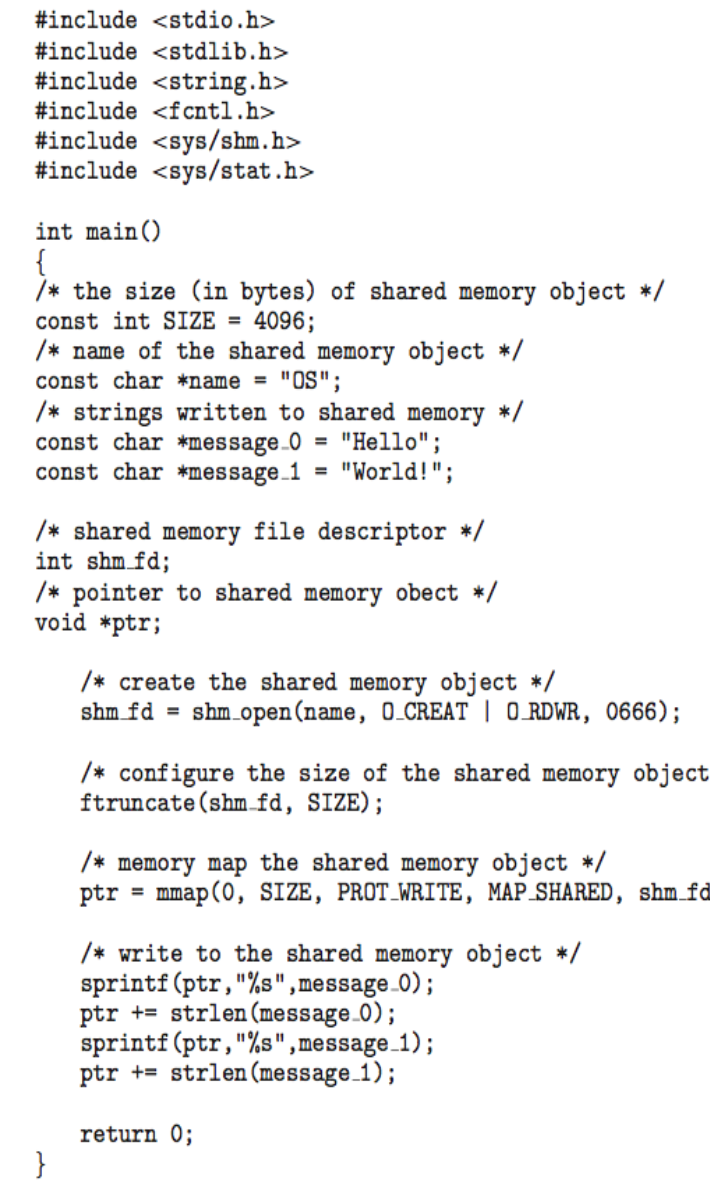 #include <stdio.h>
#include <stdlib.h>
#include <string.h>
#include <fcntl.h>
#include <sys/shm.h>
#include <sys/stat.h>

int main()
{
/* the size (in bytes) of shared memory object */
const int SIZE = 4096;
/* name of the shared memory object */
const char *name = "OS";
/* strings written to shared memory */
const char *message_0 = "Hello";
const char *message_1 = "World!";

/* shared memory file descriptor */
int shm_fd;
/* pointer to shared memory obect */
void *ptr;

/* create the shared memory object */
shm_fd = shm_open(name, O_CREAT | O_RDWR, 0666);

/* configure the size of the shared memory object
ftruncate(shm_fd, SIZE);

/* memory map the shared memory object */
ptr = mmap(0, SIZE, PROT_WRITE, MAP_SHARED, shm_fd

/* write to the shared memory object */
sprintf(ptr,"%s",message_0);
ptr += strlen(message_0);
sprintf(ptr,"%s",message_1);
ptr += strlen(message_1);

return 0;
}